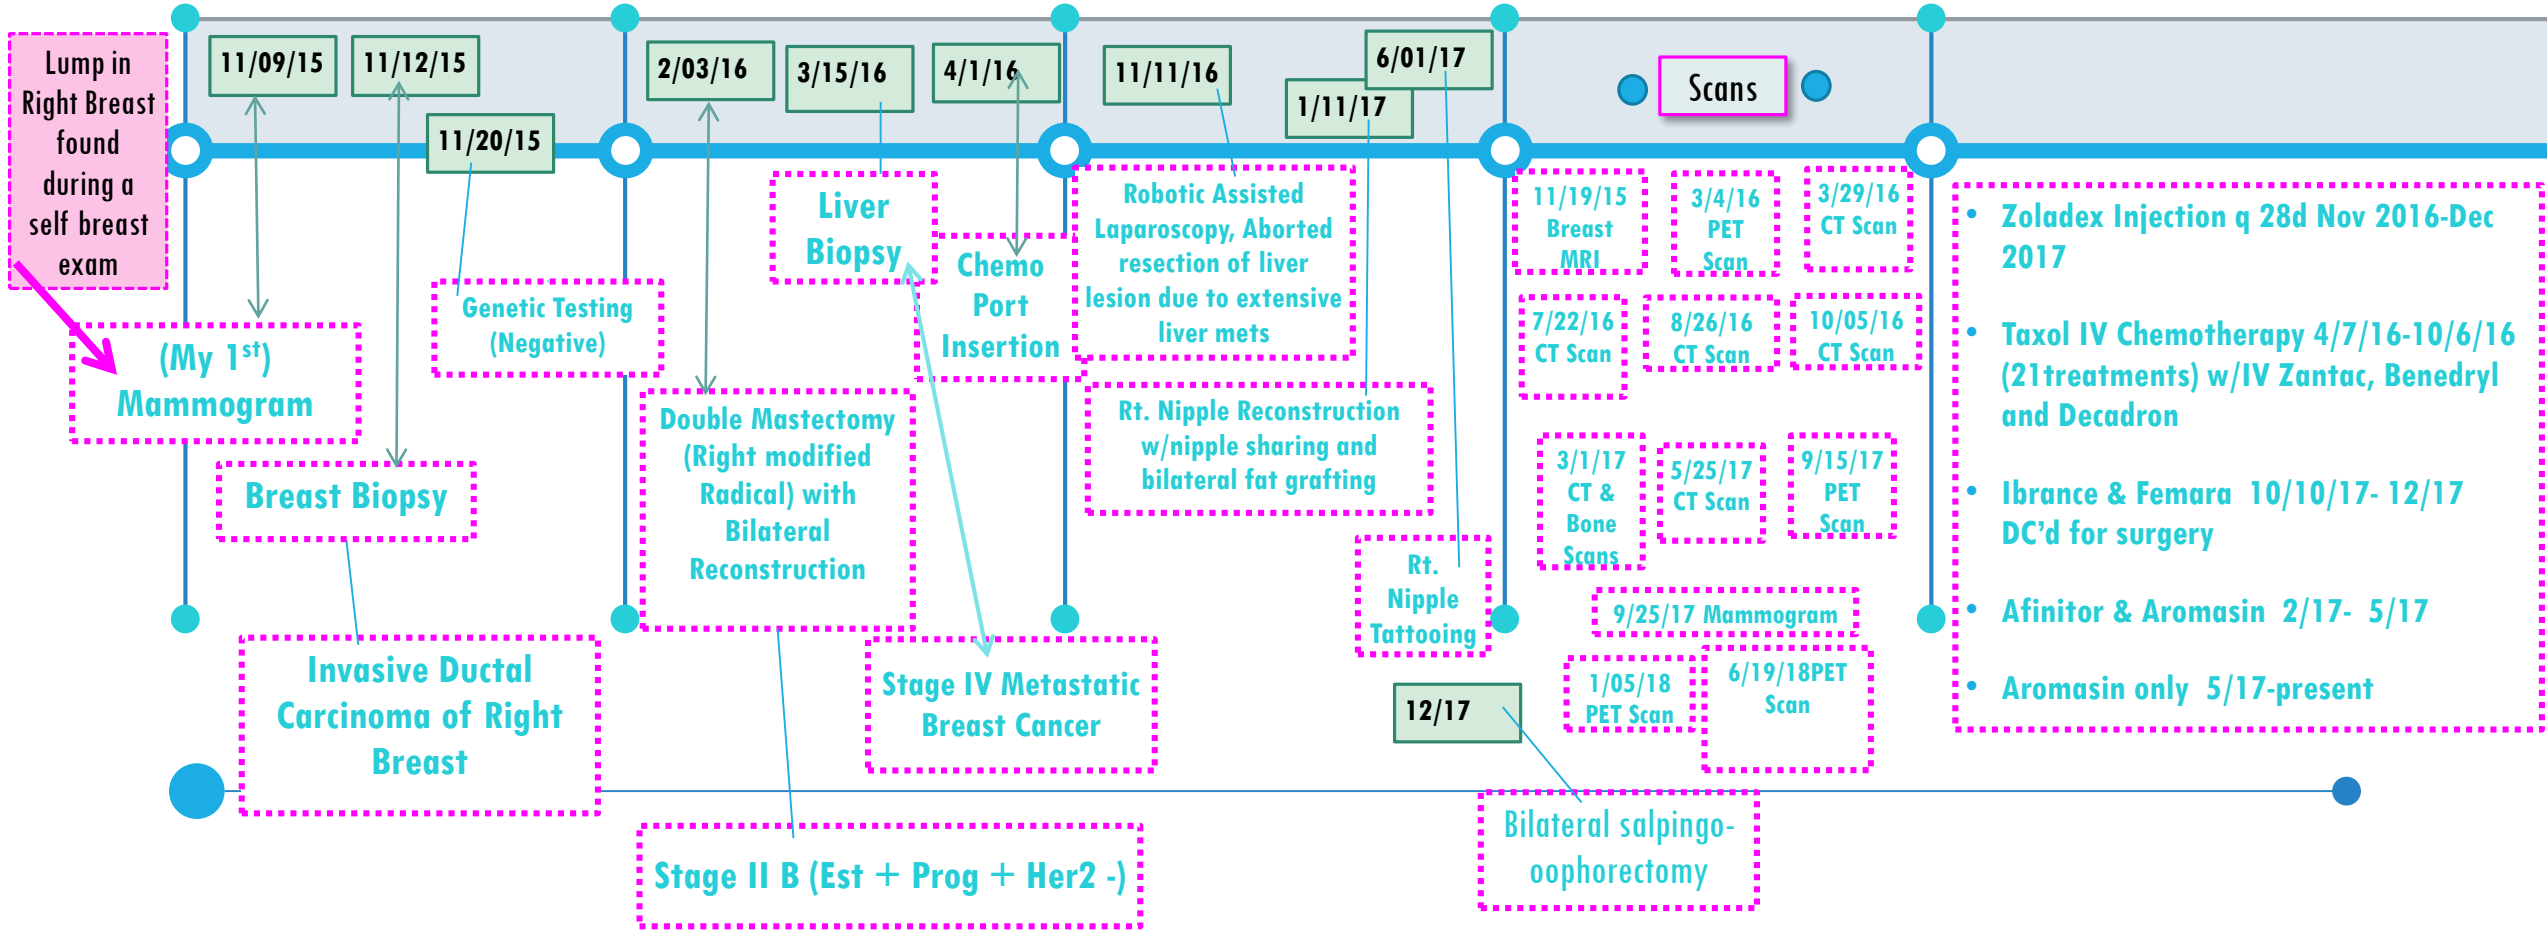 Lump in
Right Breast
found
during a
self breast
exam
11/09/15
11/12/15
11/20/15
2/03/16
3/15/16
4/1/16
11/11/16
1/11/17
6/01/17
Scans
(My 1st)
Mammogram
Breast Biopsy
Invasive Ductal
Carcinoma of Right
Breast
Genetic Testing
(Negative)
Double Mastectomy
(Right modified
Radical) with
Bilateral
Reconstruction
Stage II B (Est + Prog + Her2 -)
Liver
Biopsy
Stage IV Metastatic
Breast Cancer
Chemo
Port
Insertion
Robotic Assisted
Laparoscopy, Aborted
resection of liver
lesion due to extensive
liver mets
Rt. Nipple Reconstruction
w/nipple sharing and
bilateral fat grafting
Rt.
Nipple
Tattooing
12/17
Bilateral salpingo-
oophorectomy
11/19/15
Breast
MRI
3/4/16
PET
Scan
3/29/16
CT Scan
7/22/16
CT Scan
8/26/16
CT Scan
10/05/16
CT Scan
3/1/17
CT &
Bone
Scans
5/25/17
CT Scan
9/15/17
PET
Scan
9/25/17 Mammogram
1/05/18
PET Scan
6/19/18PET
Scan
• Zoladex Injection q 28d Nov 2016-Dec
2017
• Taxol IV Chemotherapy 4/7/16-10/6/16
(21treatments) w/IV Zantac, Benedryl
and Decadron
• Ibrance & Femara 10/10/17- 12/17
DC’d for surgery
• Afinitor & Aromasin 2/17- 5/17
• Aromasin only 5/17-present